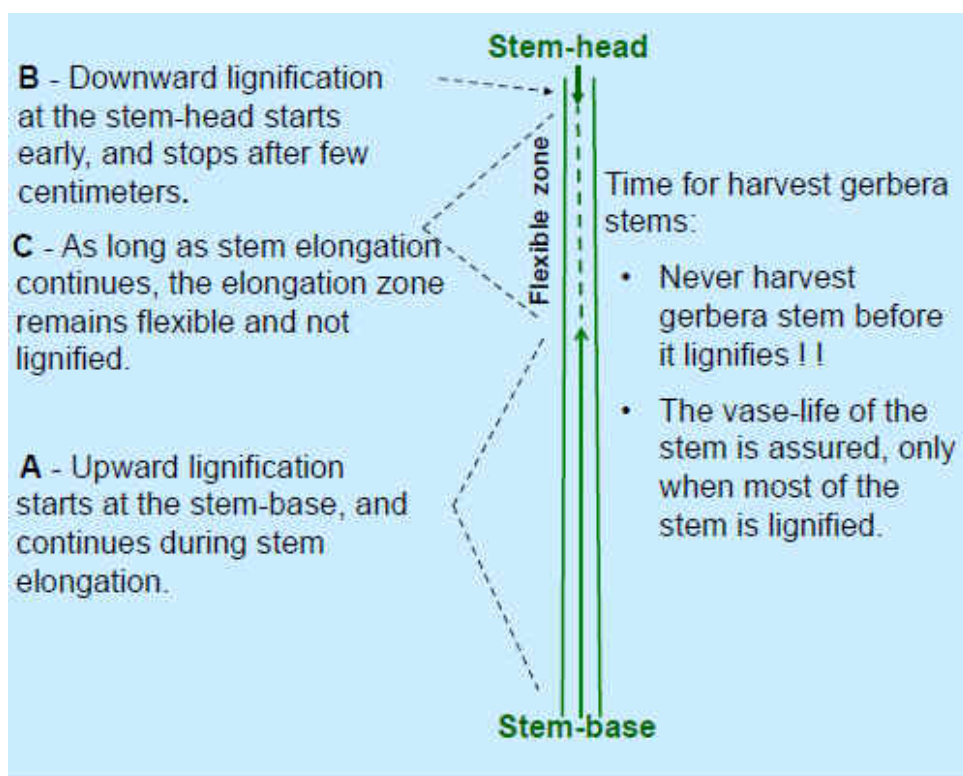 Stem-head
B - Downward lignification
at the stem-head starts
early, and stops after few
centimeters.
C - As long as stem elongation
continues, the elongation zone
remains flexible and not
lignified.
A - Upward lignification
starts at the stem-base, and
continues during stem
elongation.
Flexible zone
Time for harvest gerbera
stems:
• Never harvest
gerbera stem before
it lignifies ! !
• The vase-life of the
stem is assured, only
when most of the
stem is lignified.
Stem-base